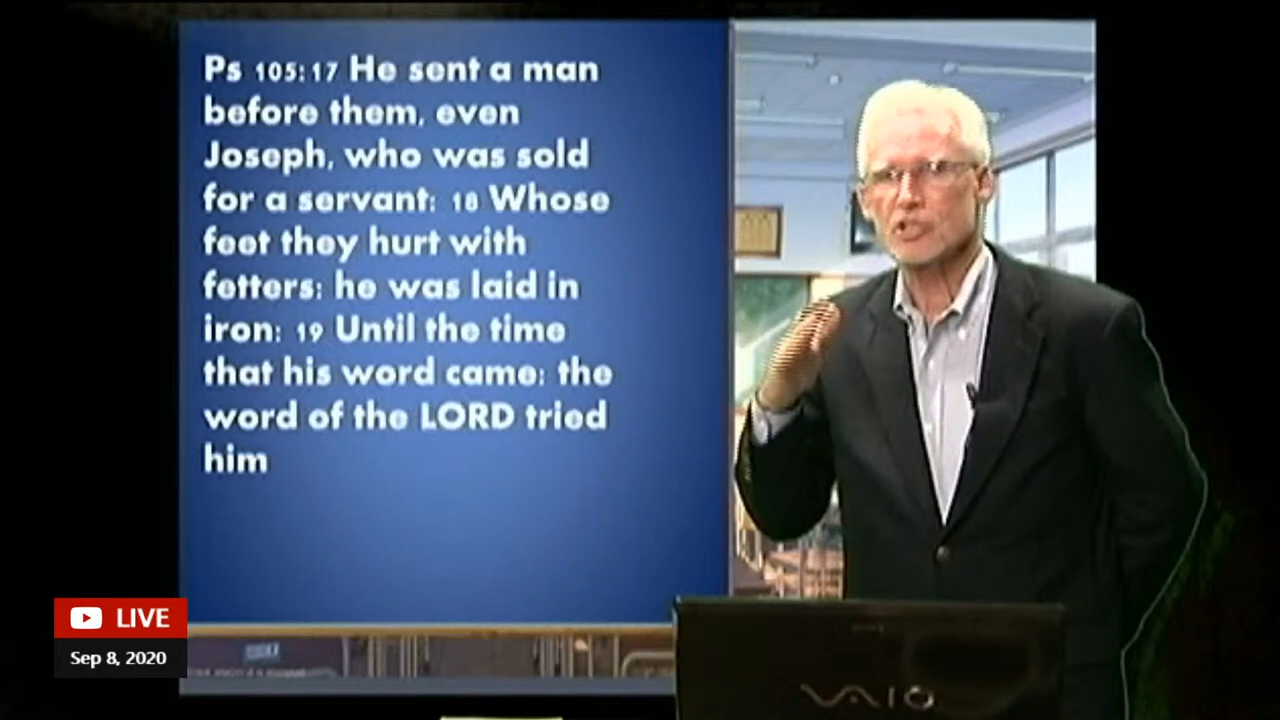 Ps 105:17 He sent a man
before them, even
Joseph, who was sold
for a servant: 18 Whose
feet they hurt with
fetters: he was laid in
iron: 19 Until the time
that his word came: the
word of the LORD tried
him
LIVE
Sep 8, 2020
VAIO